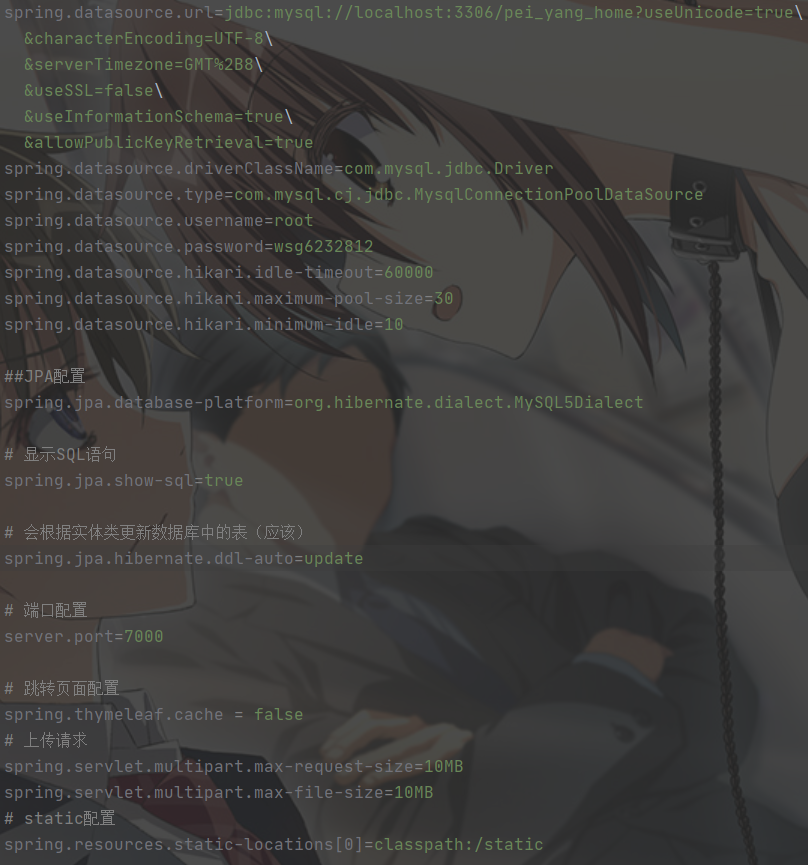 spring.datasource.url=jdbc:mysql://localhost:3306/pei_yang_home?useUnicode=true\
  &characterEncoding=UTF-8\
  &serverTimezone=GMT%2B8\
  &useSSL=false\
  &useInformationSchema=true\
  &allowPublicKeyRetrieval=true
spring.datasource.driverClassName=com.mysql.jdbc.Driver
spring.datasource.type=com.mysql.cj.jdbc.MysqlConnectionPoolDataSource
spring.datasource.username=root
spring.datasource.password=wsg6232812
spring.datasource.hikari.idle-timeout=60000
spring.datasource.hikari.maximum-pool-size=30
spring.datasource.hikari.minimum-idle=10

##JPA配置
spring.jpa.database-platform=org.hibernate.dialect.MySQL5Dialect

# 显示SQL语句
spring.jpa.show-sql=true

# 会根据实体类更新数据库中的表（应该）
spring.jpa.hibernate.ddl-auto=update

# 端口配置
server.port=7000

# 跳转页面配置
spring.thymeleaf.cache = false
# 上传请求
spring.servlet.multipart.max-request-size=10MB
spring.servlet.multipart.max-file-size=10MB
# static配置
spring.resources.static-locations[0]=classpath:/static